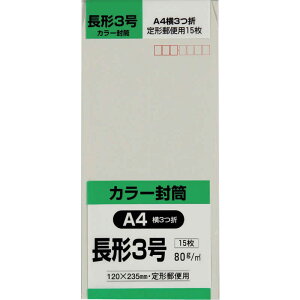 長形3号
カラー封筒
A4横3つ折
定形郵便用15枚
カラー封筒
A4 横3つ折
長形3号
15枚
80g/㎡
120×235mm・定形郵便用